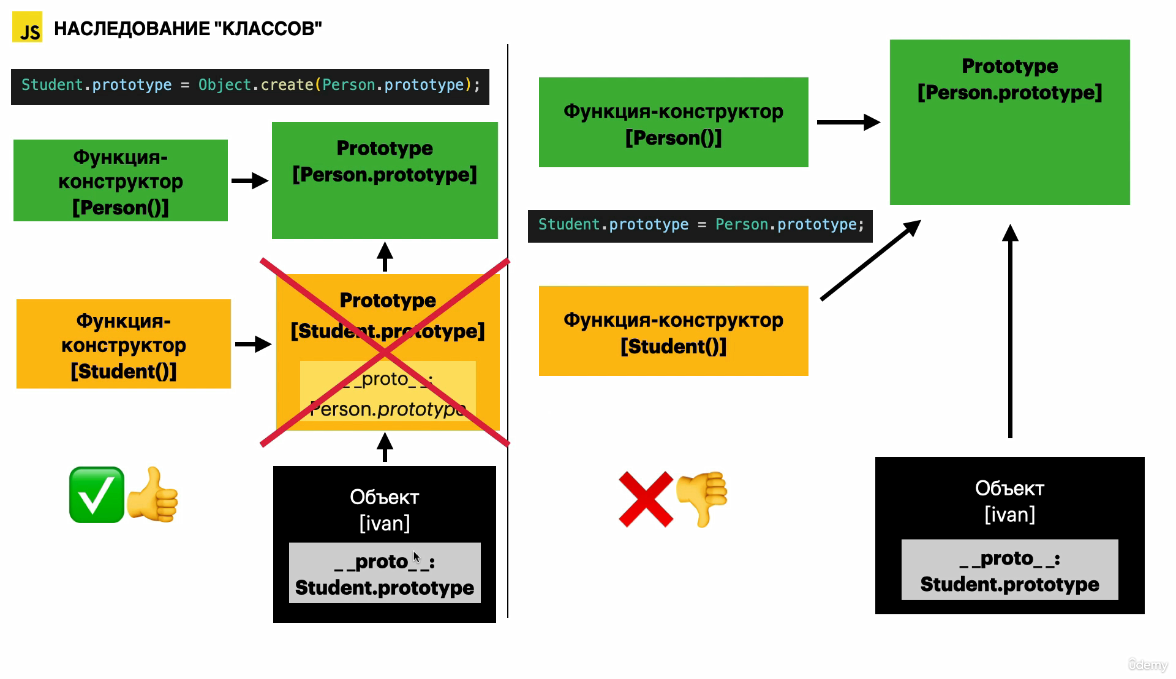 JS
НАСЛЕДОВАНИЕ "КЛАССОВ"
Student.prototype = Object.create(Person.prototype);
Функция-
конструктор
[Person()]
Prototype
[Person.prototype]
Функция-
конструктор
[Student()]
Prototype
[Student.prototype]
__proto__:
Person.prototype
Объект
[ivan]
__proto__:
Student.prototype
Функция-конструктор
[Person()]
Prototype
[Person.prototype]
Student.prototype = Person.prototype;
Функция-конструктор
[Student()]
Объект
[ivan]
__proto__:
Student.prototype
ûdemy